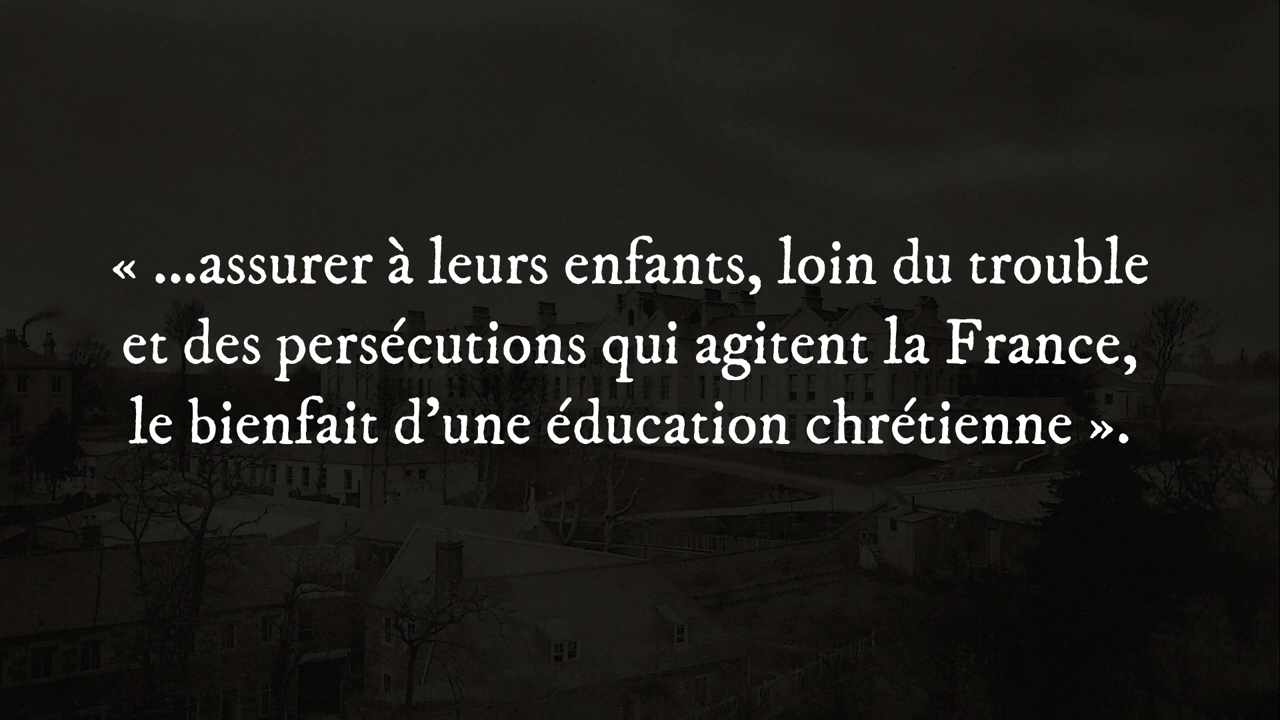 « ...assurer à leurs enfants, loin du trouble
et des persécutions qui agitent la France,
le bienfait d’une éducation chrétienne ».